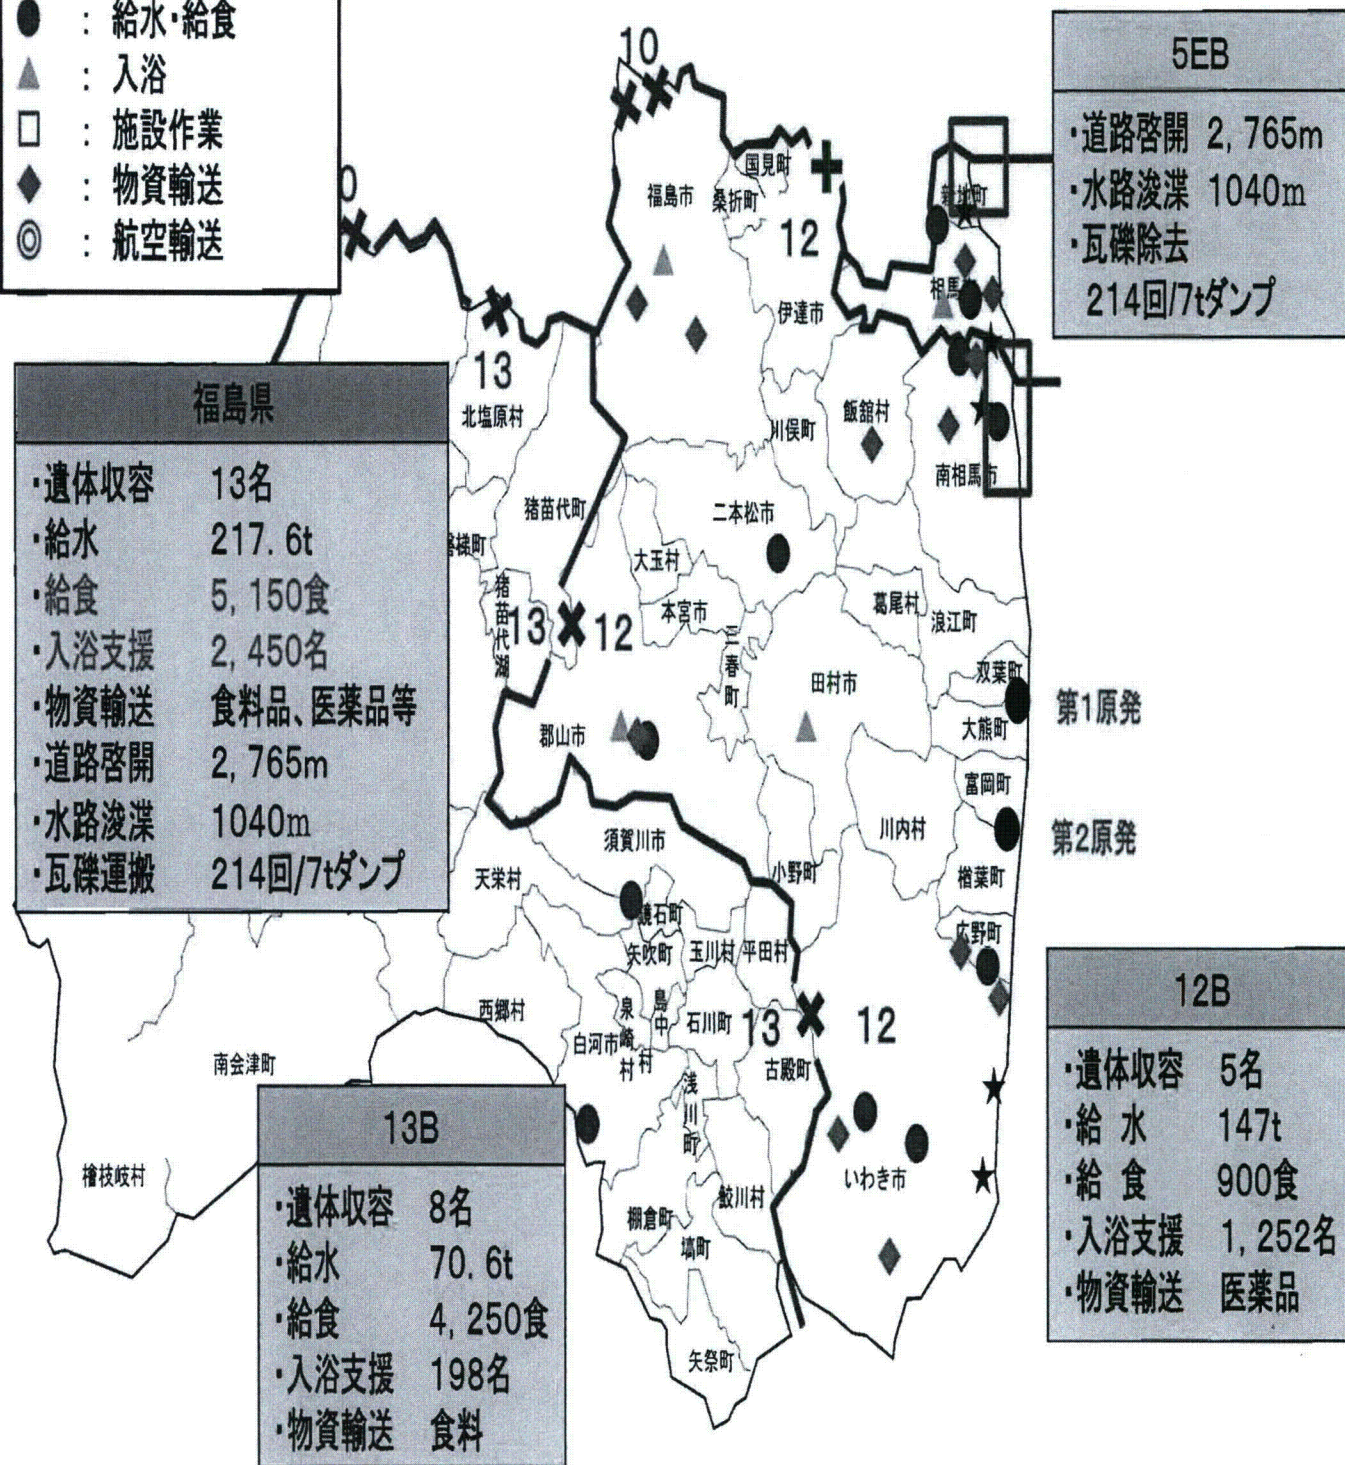 : 給水・給食
: 入浴
: 施設作業
: 物資輸送
: 航空輸送
5EB
・道路啓開 2,765m
・水路浚渫 1040m
・瓦礫除去
214回/7tダンプ
福島県
・遺体収容 13名
・給水 217.6t
・給食 5,150食
・入浴支援 2,450名
・物資輸送 食料品、医薬品等
・道路啓開 2,765m
・水路浚渫 1040m
・瓦礫運搬 214回/7tダンプ
13B
・遺体収容 8名
・給水 70.6t
・給食 4,250食
・入浴支援 198名
・物資輸送 食料
12B
・遺体収容 5名
・給 水 147t
・給 食 900食
・入浴支援 1,252名
・物資輸送 医薬品
10
0
国見町
福島市
桑折町
新地町
12
相馬
伊達市
13
北塩原村
川俣町
飯舘村
南相馬市
猪苗代町
二本松市
磐梯町
大玉村
猪苗代湖
本宮市
葛尾村
浪江町
13
12
三春町
双葉町
田村市
第1原発
大熊町
郡山市
富岡町
須賀川市
川内村
第2原発
天栄村
小野町
楢葉町
鏡石町
広野町
矢吹町
玉川村
平田村
西郷村
泉崎村
島中村
石川町
13
12
白河市
南会津町
古殿町
浅川町
檜枝岐村
いわき市
鮫川村
棚倉町
塙町
矢祭町